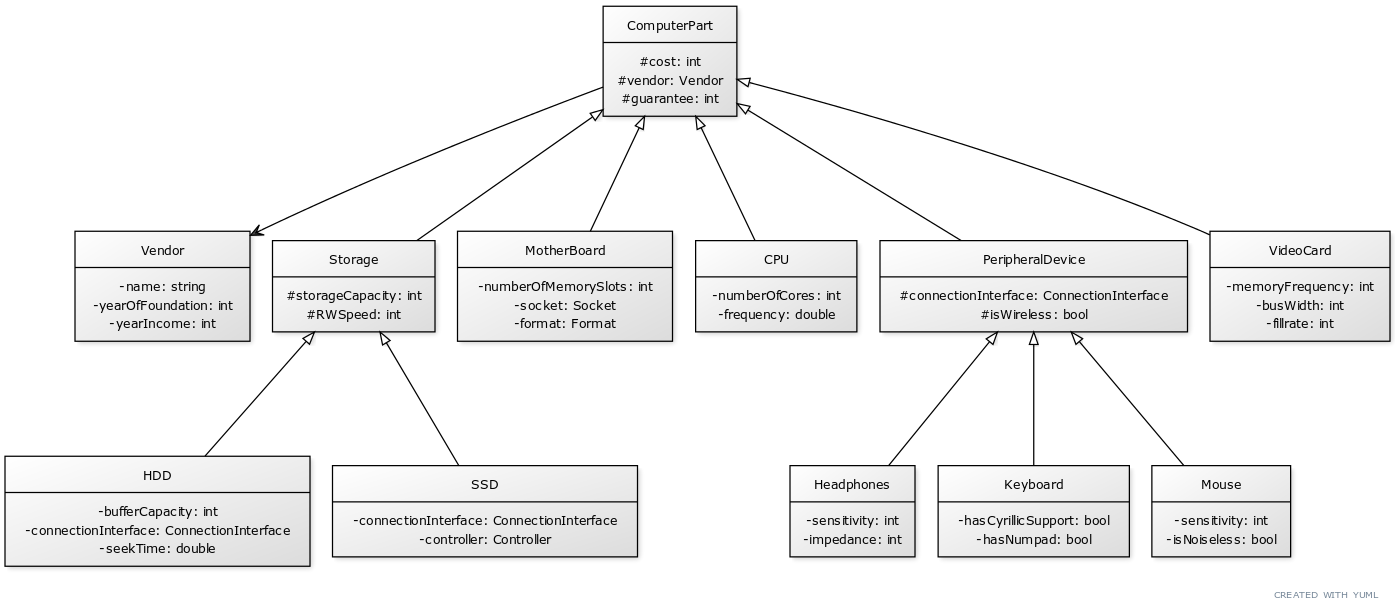 ComputerPart
#cost: int
#vendor: Vendor
#guarantee: int
Vendor
-name: string
-yearOfFoundation: int
-yearIncome: int
Storage
#storageCapacity: int
#RWSpeed: int
MotherBoard
-numberOfMemorySlots: int
-socket: Socket
-format: Format
CPU
-numberOfCores: int
-frequency: double
PeripheralDevice
#connectionInterface: ConnectionInterface
#isWireless: bool
VideoCard
-memoryFrequency: int
-busWidth: int
-fillrate: int
HDD
-bufferCapacity: int
-connectionInterface: ConnectionInterface
-seekTime: double
SSD
-connectionInterface: ConnectionInterface
-controller: Controller
Headphones
-sensitivity: int
-impedance: int
Keyboard
-hasCyrillicSupport: bool
-hasNumpad: bool
Mouse
-sensitivity: int
-isNoiseless: bool
CREATED WITH YUML